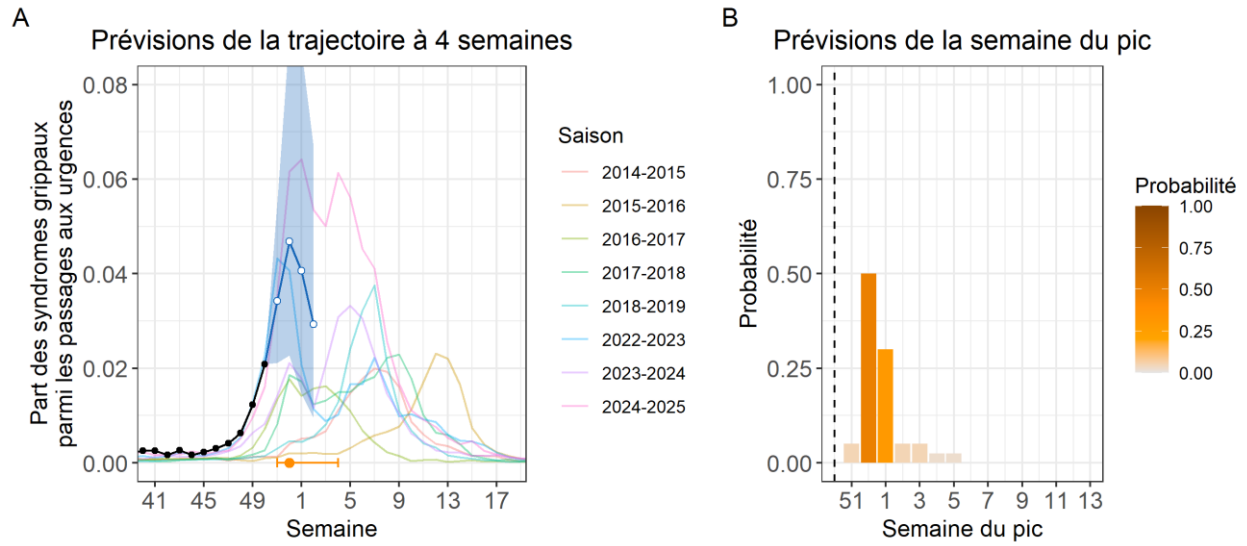 A
Prévisions de la trajectoire à 4 semaines
Part des syndromes grippaux
parmi les passages aux urgences
0.08
0.06
0.04
0.02
0.00
41 45 49 1 5 9 13 17
Semaine
Saison
2014-2015
2015-2016
2016-2017
2017-2018
2018-2019
2022-2023
2023-2024
2024-2025
B
Prévisions de la semaine du pic
Probabilité
1.00
0.75
0.50
0.25
0.00
51 1 3 5 7 9 11 13
Semaine du pic
Probabilité
1.00
0.75
0.50
0.25
0.00